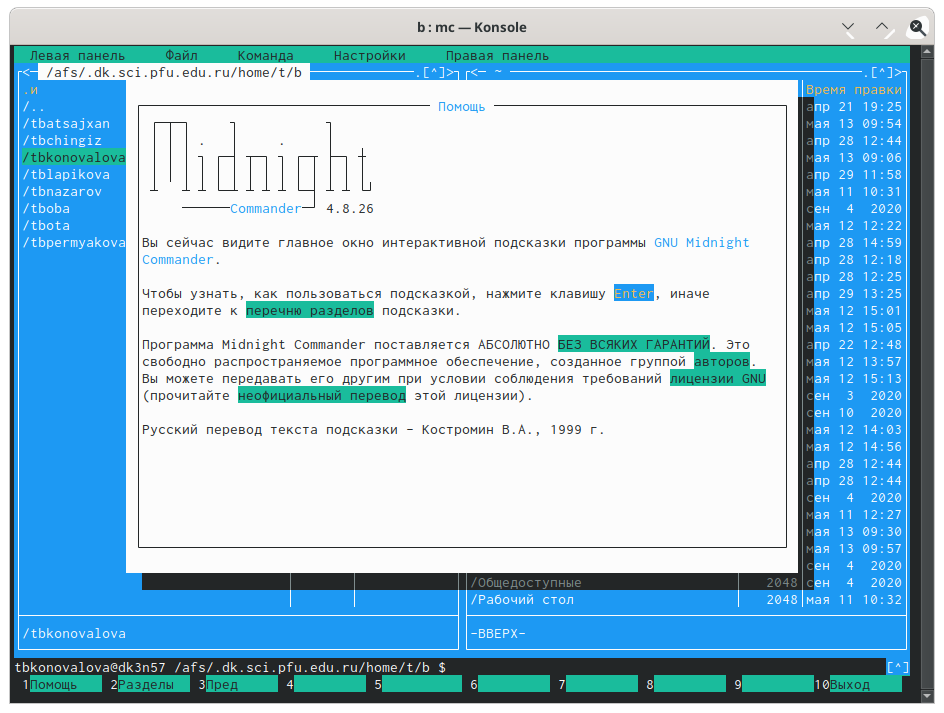 b : mc — Konsole
Левая панель Файл Команда Настройки Правая панель
<─ /afs/.dk.sci.pfu.edu.ru/home/t/b .[^]> <─ ~ .[^]>
.и Время правки
/.. апр 21 19:25
/tbatsajxan мая 13 09:54
/tbchingiz апр 28 12:44
/tbkonovalova мая 13 09:06
/tblapikova апр 29 11:58
/tbnazarov мая 11 10:31
/tboba сен 4 2020
/tbota мая 12 12:22
/tbpermyakova апр 28 14:59
апр 28 12:18
апр 28 12:25
апр 29 13:25
мая 12 15:01
мая 12 15:05
апр 22 12:48
мая 12 13:57
мая 12 15:13
сен 3 2020
сен 10 2020
мая 12 14:03
мая 12 14:56
апр 28 12:44
апр 28 12:44
сен 4 2020
мая 11 12:27
мая 13 09:30
мая 13 09:57
сен 4 2020
Помощь
Midnight
Commander 4.8.26
Вы сейчас видите главное окно интерактивной подсказки программы GNU Midnight
Commander.
Чтобы узнать, как пользоваться подсказкой, нажмите клавишу Enter, иначе
переходите к перечню разделов подсказки.
Программа Midnight Commander поставляется АБСОЛЮТНО БЕЗ ВСЯКИХ ГАРАНТИЙ. Это
свободно распространяемое программное обеспечение, созданное группой авторов.
Вы можете передавать его другим при условии соблюдения требований лицензии GNU
(прочитайте неофициальный перевод этой лицензии).
Русский перевод текста подсказки – Костромин В.А., 1999 г.
/Общедоступные 2048 сен 4 2020
/Рабочий стол 2048 мая 11 10:32
/tbkonovalova -ВВЕРХ-
tbkonovalova@dk3n57 /afs/.dk.sci.pfu.edu.ru/home/t/b $ [^]
1Помощь 2Разделы 3Пред 4 5 6 7 8 9 10Выход